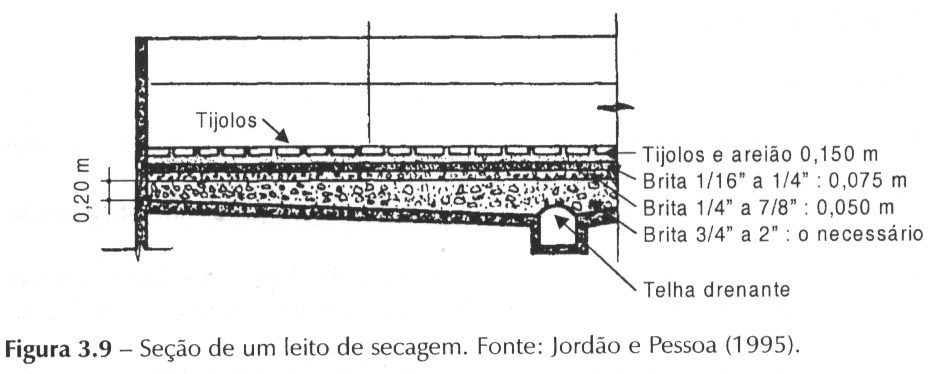 Tijolos
Tijolos e areião 0,150 m
Brita 1/16" a 1/4" : 0,075 m
Brita 1/4" a 7/8" : 0,050 m
Brita 3/4" a 2" : o necessário
0,20 m
Telha drenante
Figura 3.9 – Seção de um leito de secagem. Fonte: Jordão e Pessoa (1995).